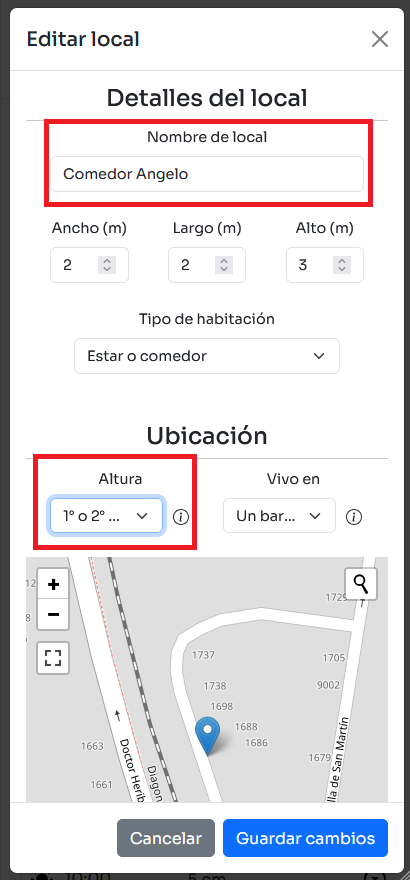 Editar local
Detalles del local
Nombre de local
Comedor Angelo
Ancho (m) Largo (m) Alto (m)
2 2 3
Tipo de habitación
Estar o comedor
Ubicación
Altura Vivo en
1° o 2° ... Un bar...
+
−
1729
1737
1705
1738
9002
1698
1688
1686
1663
1679
1661
Doctor Herib
Diagon
lla de San Martín
Cancelar Guardar cambios
10:00 5 cm